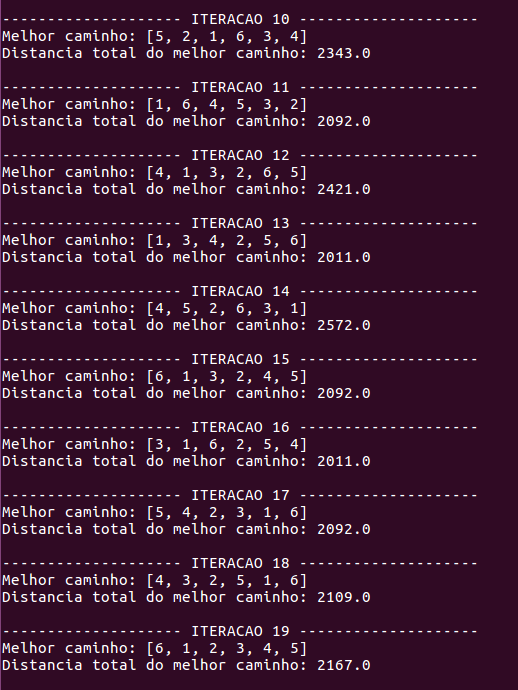 -------------------- ITERACAO 10 --------------------
Melhor caminho: [5, 2, 1, 6, 3, 4]
Distancia total do melhor caminho: 2343.0
-------------------- ITERACAO 11 --------------------
Melhor caminho: [1, 6, 4, 5, 3, 2]
Distancia total do melhor caminho: 2092.0
-------------------- ITERACAO 12 --------------------
Melhor caminho: [4, 1, 3, 2, 6, 5]
Distancia total do melhor caminho: 2421.0
-------------------- ITERACAO 13 --------------------
Melhor caminho: [1, 3, 4, 2, 5, 6]
Distancia total do melhor caminho: 2011.0
-------------------- ITERACAO 14 --------------------
Melhor caminho: [4, 5, 2, 6, 3, 1]
Distancia total do melhor caminho: 2572.0
-------------------- ITERACAO 15 --------------------
Melhor caminho: [6, 1, 3, 2, 4, 5]
Distancia total do melhor caminho: 2092.0
-------------------- ITERACAO 16 --------------------
Melhor caminho: [3, 1, 6, 2, 5, 4]
Distancia total do melhor caminho: 2011.0
-------------------- ITERACAO 17 --------------------
Melhor caminho: [5, 4, 2, 3, 1, 6]
Distancia total do melhor caminho: 2092.0
-------------------- ITERACAO 18 --------------------
Melhor caminho: [4, 3, 2, 5, 1, 6]
Distancia total do melhor caminho: 2109.0
-------------------- ITERACAO 19 --------------------
Melhor caminho: [6, 1, 2, 3, 4, 5]
Distancia total do melhor caminho: 2167.0